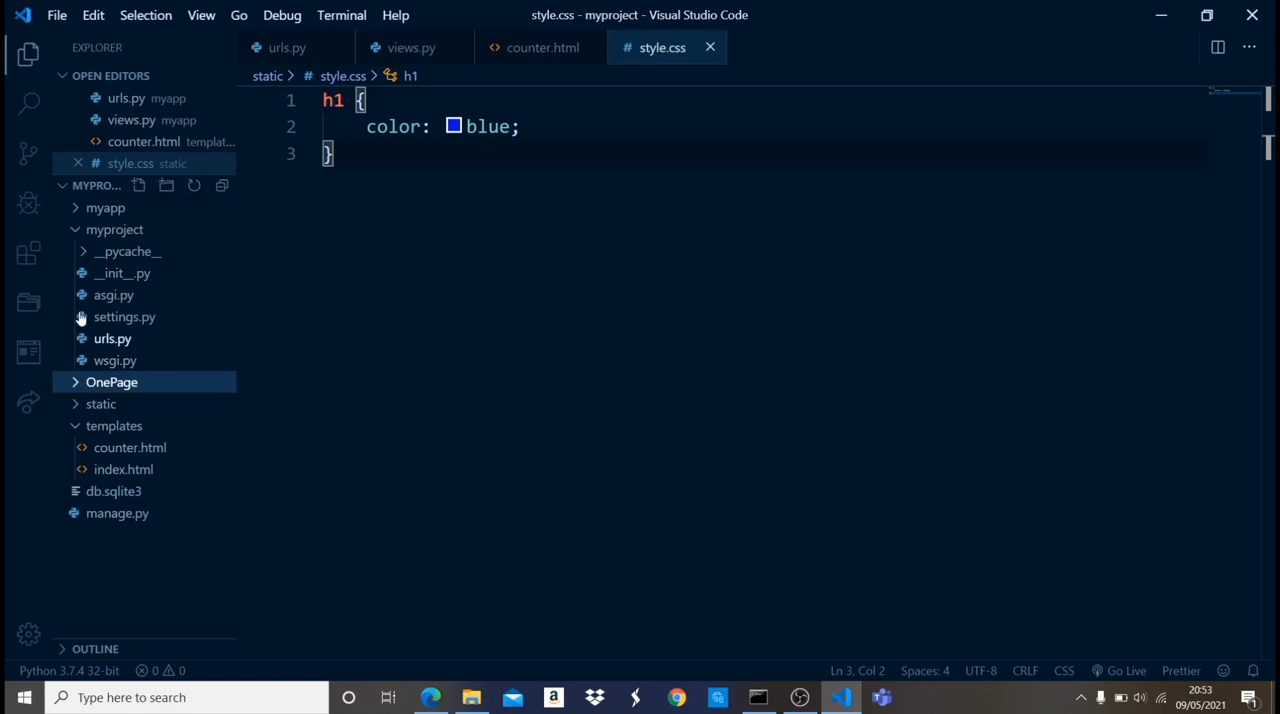 File Edit Selection View Go Debug Terminal Help style.css - myproject - Visual Studio Code
EXPLORER
urls.py views.py counter.html # style.css
OPEN EDITORS
static > # style.css > h1
urls.py myapp
views.py myapp
counter.html templat...
# style.css static
MYPRO...
myapp
myproject
__pycache__
__init__.py
asgi.py
settings.py
urls.py
wsgi.py
OnePage
static
templates
counter.html
index.html
db.sqlite3
manage.py
OUTLINE
1 h1 {
2 color: blue;
3 }
Python 3.7.4 32-bit 0 0 Ln 3, Col 2 Spaces: 4 UTF-8 CRLF CSS Go Live Prettier
Type here to search
20:53
09/05/2021
1